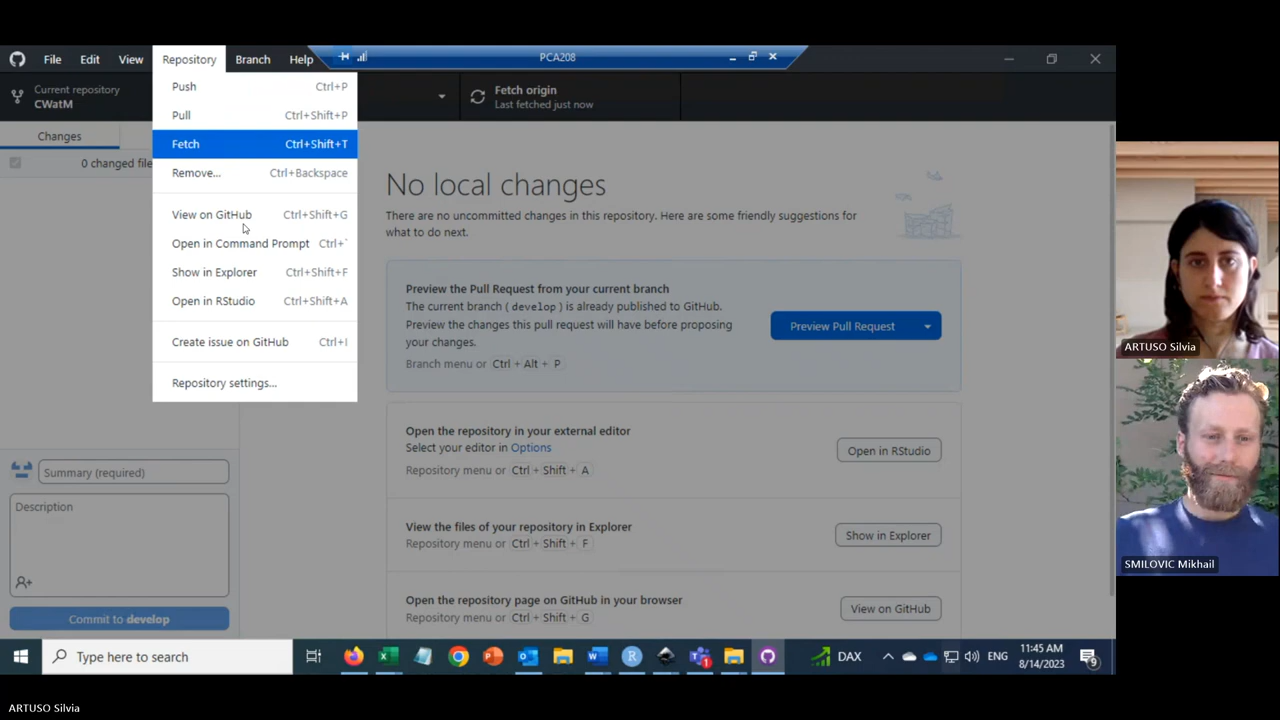 PCA208
File Edit View Repository Branch Help
Current repository
CWatM
Fetch origin
Last fetched just now
Push Ctrl+P
Pull Ctrl+Shift+P
Fetch Ctrl+Shift+T
Remove... Ctrl+Backspace
View on GitHub Ctrl+Shift+G
Open in Command Prompt Ctrl+`
Show in Explorer Ctrl+Shift+F
Open in RStudio Ctrl+Shift+A
Create issue on GitHub Ctrl+I
Repository settings...
Changes
0 changed file
No local changes
There are no uncommitted changes in this repository. Here are some friendly suggestions for
what to do next.
Preview the Pull Request from your current branch
The current branch ( develop ) is already published to GitHub.
Preview the changes this pull request will have before proposing
your changes.
Branch menu or Ctrl + Alt + P
Preview Pull Request
Open the repository in your external editor
Select your editor in Options
Repository menu or Ctrl + Shift + A
Open in RStudio
View the files of your repository in Explorer
Repository menu or Ctrl + Shift + F
Show in Explorer
Open the repository page on GitHub in your browser
Repository menu or Ctrl + Shift + G
View on GitHub
Summary (required)
Description
Commit to develop
Type here to search
DAX
ENG
11:45 AM
8/14/2023
9
ARTUSO Silvia
SMILOVIC Mikhail
ARTUSO Silvia